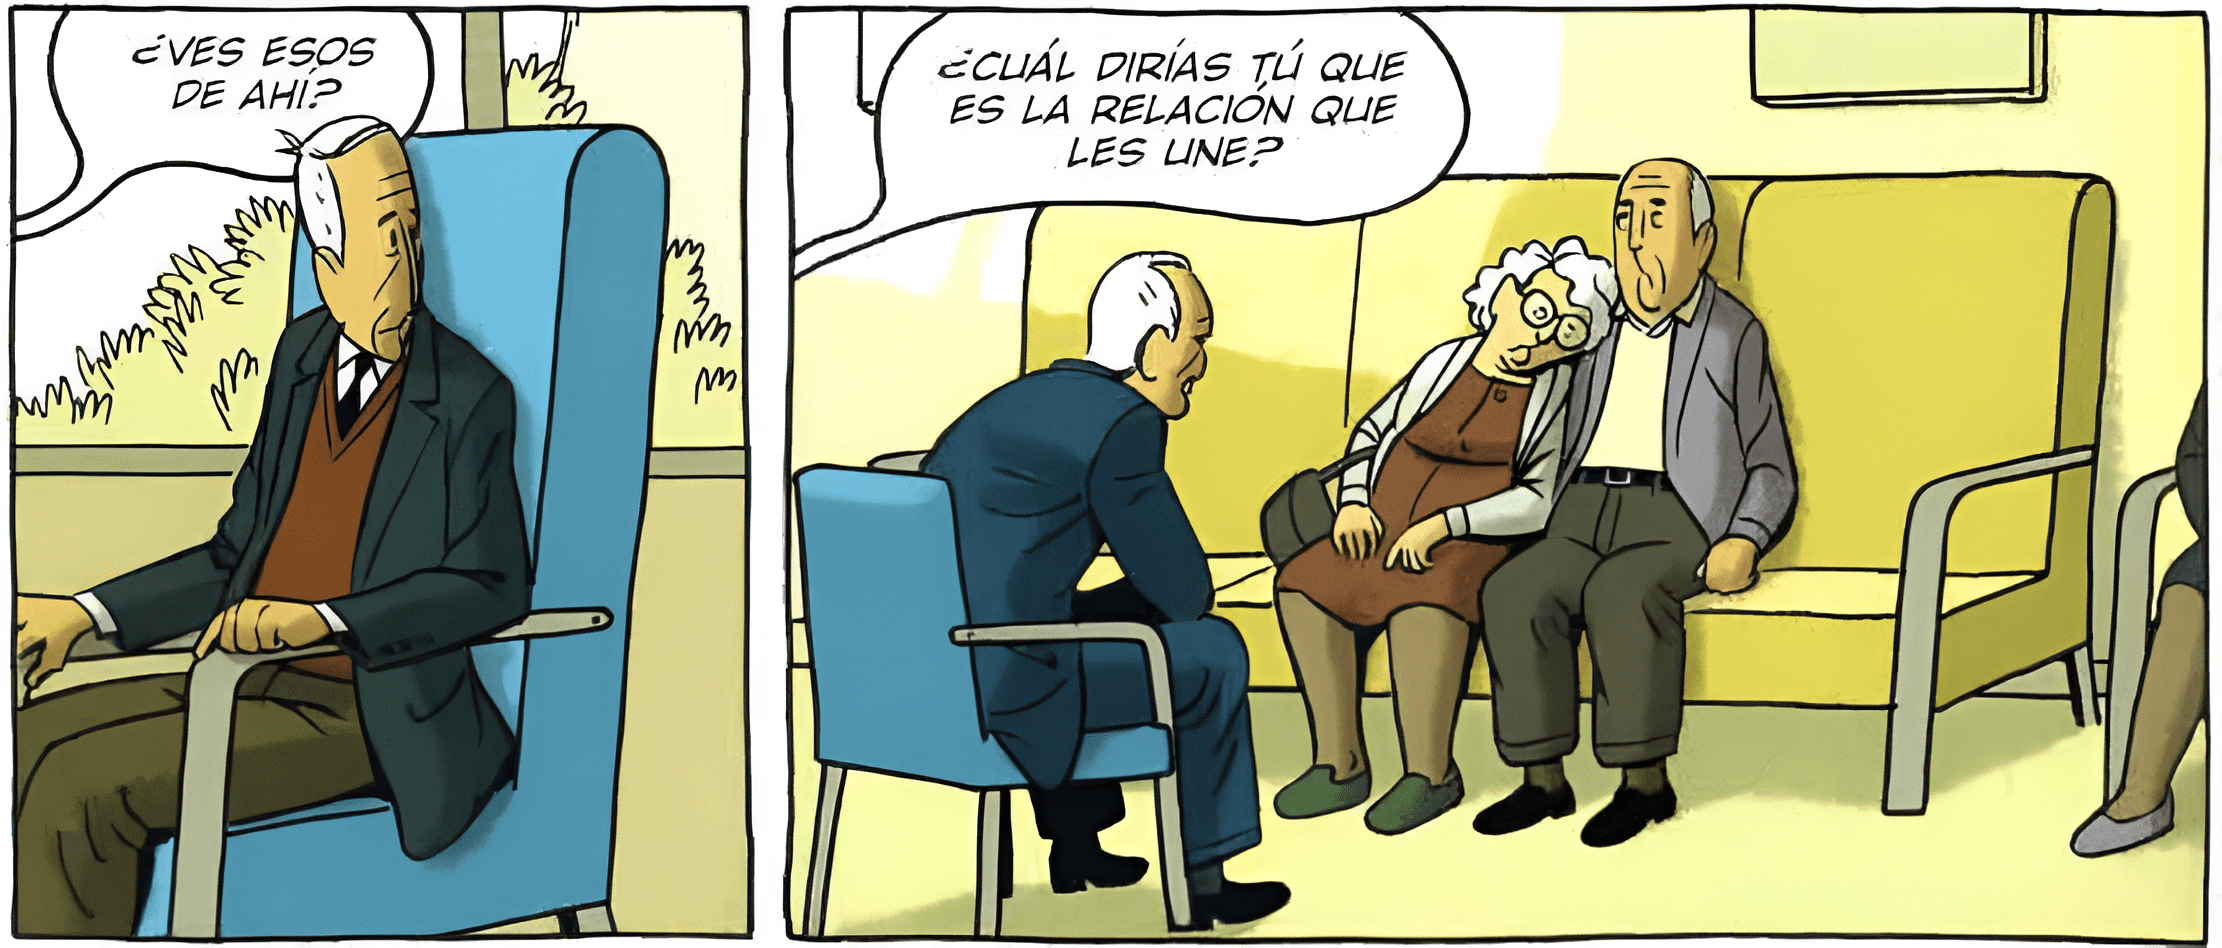 ¿VES ESOS
DE AHÍ?
¿CUÁL DIRÍAS TÚ QUE
ES LA RELACIÓN QUE
LES UNE?